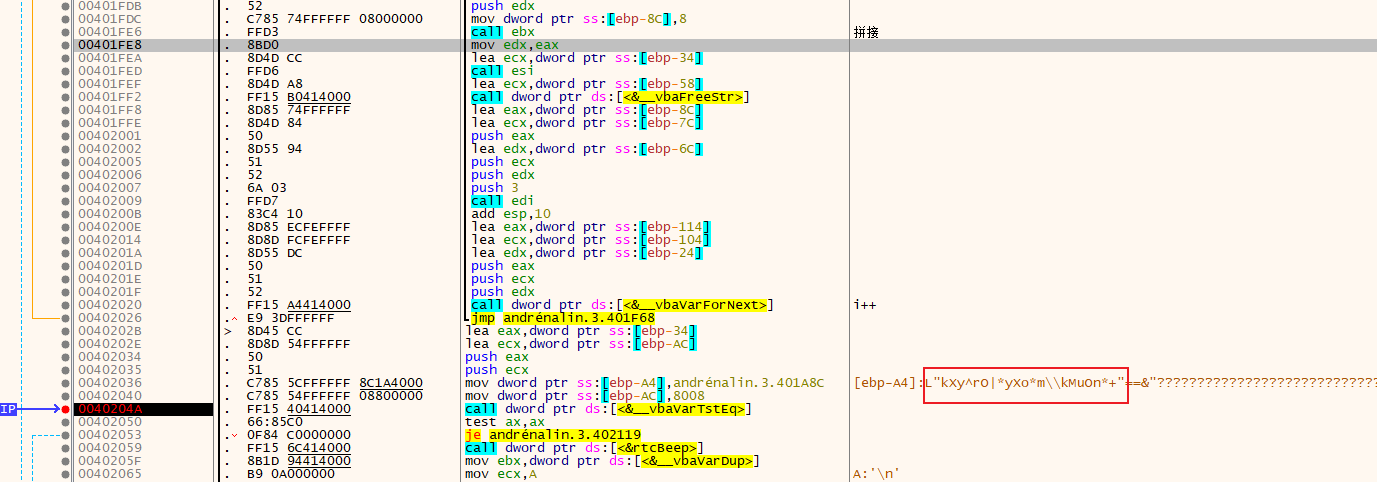 00401FDB . 52 push edx
00401FDC . C785 74FFFFFF 08000000 mov dword ptr ss:[ebp-8C],8
00401FE6 . FFD3 call ebx 拼接
00401FE8 . 8BD0 mov edx,eax
00401FEA . 8D4D CC lea ecx,dword ptr ss:[ebp-34]
00401FED . FFD6 call esi
00401FEF . 8D4D A8 lea ecx,dword ptr ss:[ebp-58]
00401FF2 . FF15 B0414000 call dword ptr ds:[<&__vbaFreeStr>]
00401FF8 . 8D85 74FFFFFF lea eax,dword ptr ss:[ebp-8C]
00401FFE . 8D4D 84 lea ecx,dword ptr ss:[ebp-7C]
00402001 . 50 push eax
00402002 . 8D55 94 lea edx,dword ptr ss:[ebp-6C]
00402005 . 51 push ecx
00402006 . 52 push edx
00402007 . 6A 03 push 3
00402009 . FFD7 call edi
0040200B . 83C4 10 add esp,10
0040200E . 8D85 ECFEFFFF lea eax,dword ptr ss:[ebp-114]
00402014 . 8D8D FCFEFFFF lea ecx,dword ptr ss:[ebp-104]
0040201A . 8D55 DC lea edx,dword ptr ss:[ebp-24]
0040201D . 50 push eax
0040201E . 51 push ecx
0040201F . 52 push edx
00402020 . FF15 A4414000 call dword ptr ds:[<&__vbaVarForNext>] i++
00402026 .^ E9 3DFFFFFF jmp andrénalin.3.401F68
0040202B > 8D45 CC lea eax,dword ptr ss:[ebp-34]
0040202E . 8D8D 54FFFFFF lea ecx,dword ptr ss:[ebp-AC]
00402034 . 50 push eax
00402035 . 51 push ecx
00402036 . C785 5CFFFFFF 8C1A4000 mov dword ptr ss:[ebp-A4],andrénalin.3.401A8C [ebp-A4]:L"kXy^rO|*yXo*m\\kMuOn*+"==&"????????????????????????????
00402040 . C785 54FFFFFF 08800000 mov dword ptr ss:[ebp-AC],8008
IP 0040204A . FF15 40414000 call dword ptr ds:[<&__vbaVarTstEq>]
00402050 . 66:85C0 test ax,ax
00402053 .v 0F84 C0000000 je andrénalin.3.402119
00402059 . FF15 6C414000 call dword ptr ds:[<&rtcBeep>]
0040205F . 8B1D 94414000 mov ebx,dword ptr ds:[<&__vbaVarDup>]
00402065 . B9 0A000000 mov ecx,A A:'\n'